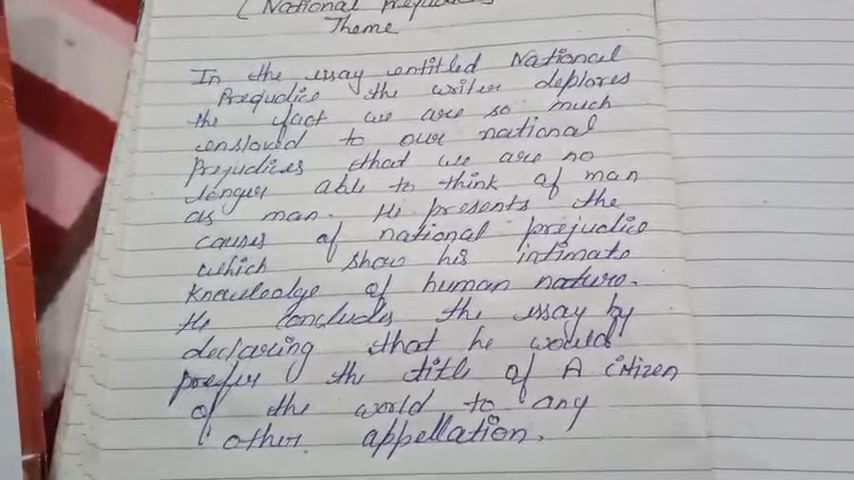 ( National Prejudices
Theme
In the essay entitled National
Prequdice the writer deplores
the fact we are so much
enslaved to our national
Prejudices that we are no
longer able to think of man
as man. He presents the
causes of national prejudice
which show his intimate
knowledge of human nature.
He concludes the essay by
declaring that he would
prefer the title of A citizen
of the world to any
other appellation.